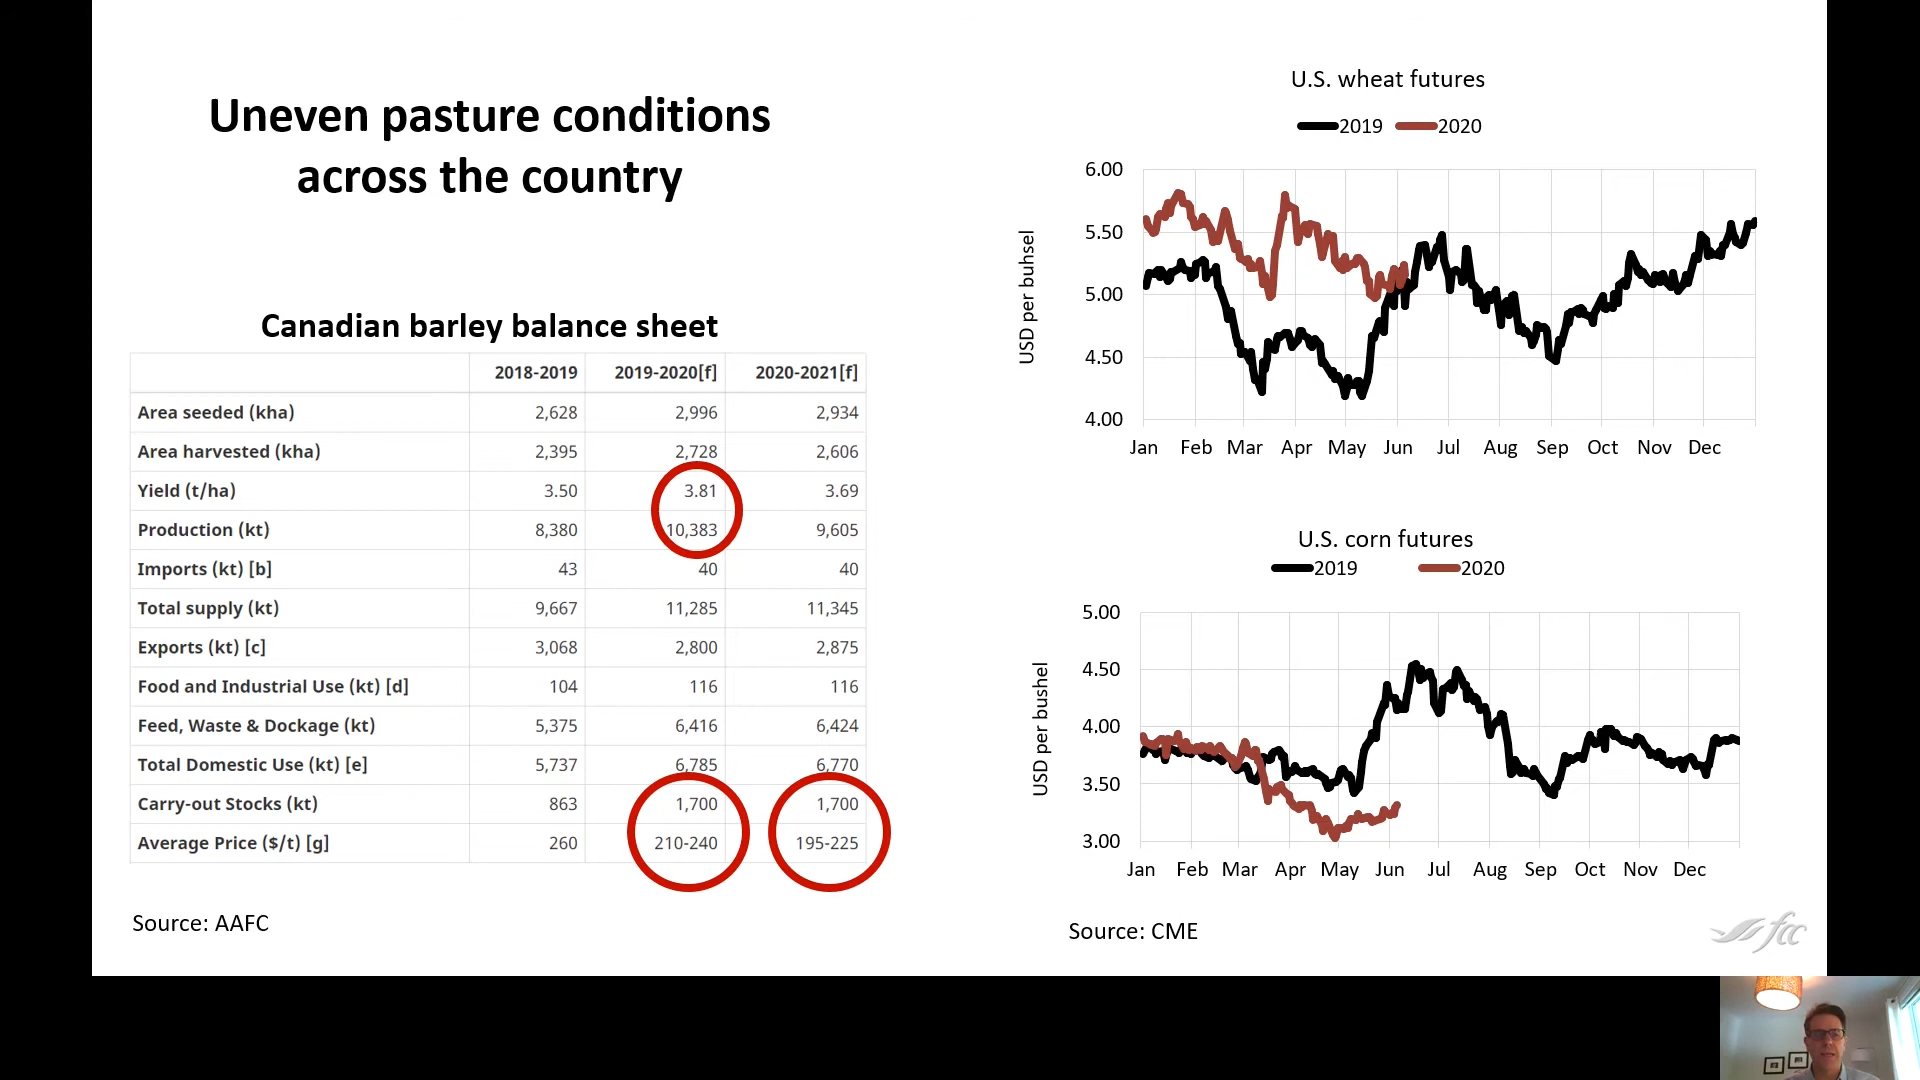 Uneven pasture conditions
across the country
Canadian barley balance sheet
2018-2019 2019-2020[f] 2020-2021[f]
Area seeded (kha) 2,628 2,996 2,934
Area harvested (kha) 2,395 2,728 2,606
Yield (t/ha) 3.50 3.81 3.69
Production (kt) 8,380 10,383 9,605
Imports (kt) [b] 43 40 40
Total supply (kt) 9,667 11,285 11,345
Exports (kt) [c] 3,068 2,800 2,875
Food and Industrial Use (kt) [d] 104 116 116
Feed, Waste & Dockage (kt) 5,375 6,416 6,424
Total Domestic Use (kt) [e] 5,737 6,785 6,770
Carry-out Stocks (kt) 863 1,700 1,700
Average Price ($/t) [g] 260 210-240 195-225
Source: AAFC
U.S. wheat futures
2019 2020
USD per buhsel
6.00
5.50
5.00
4.50
4.00
Jan Feb Mar Apr May Jun Jul Aug Sep Oct Nov Dec
U.S. corn futures
2019 2020
USD per bushel
5.00
4.50
4.00
3.50
3.00
Jan Feb Mar Apr May Jun Jul Aug Sep Oct Nov Dec
Source: CME
fcc